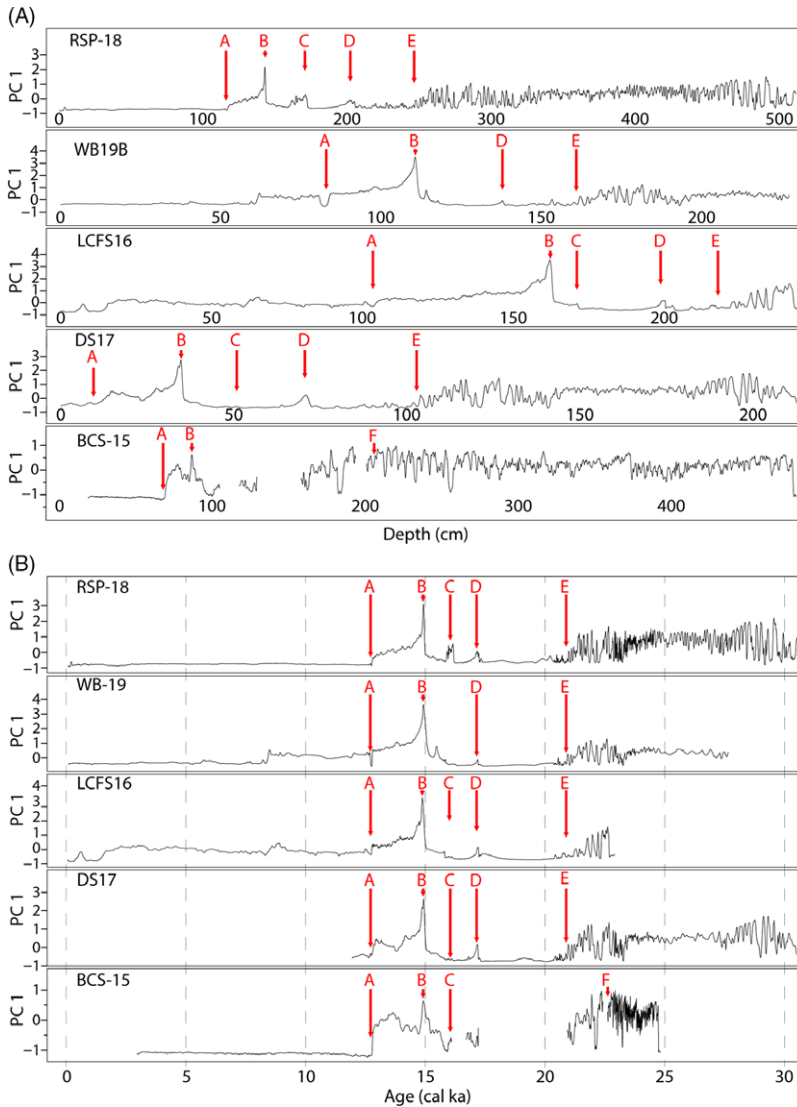 (A)
RSP-18
A B C D E
PC 1
3 2 1 0 −1
0 100 200 300 400 500
WB19B
A B D E
PC 1
4 3 2 1 0 −1
0 50 100 150 200
LCFS16
A B C D E
PC 1
4 3 2 1 0 −1
0 50 100 150 200
DS17
A B C D E
PC 1
3 2 1 0 −1
0 50 100 150 200
BCS-15
A B F
PC 1
1 0 −1
0 100 200 300 400
Depth (cm)
(B)
RSP-18
A B C D E
PC 1
3 2 1 0 −1
WB-19
A B D E
PC 1
4 3 2 1 0
LCFS16
A B C D E
PC 1
4 3 2 1 0 −1
DS17
A B C D E
PC 1
3 2 1 0 −1
BCS-15
A B C F
PC 1
1 0 −1
0 5 10 15 20 25 30
Age (cal ka)